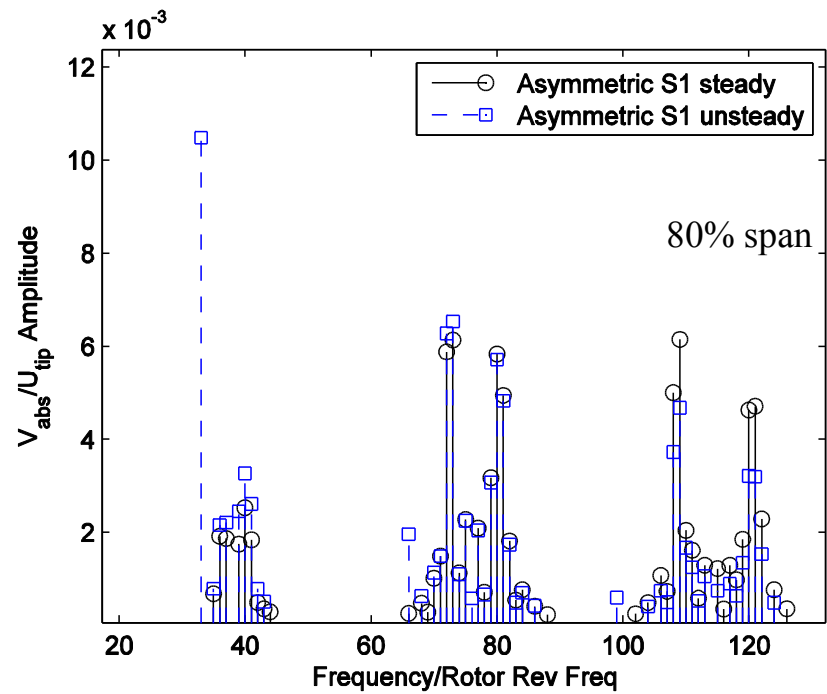 x 10⁻³
12
10
8
6
4
2
20 40 60 80 100 120
V_abs/U_tip Amplitude
Frequency/Rotor Rev Freq
Asymmetric S1 steady
Asymmetric S1 unsteady
80% span